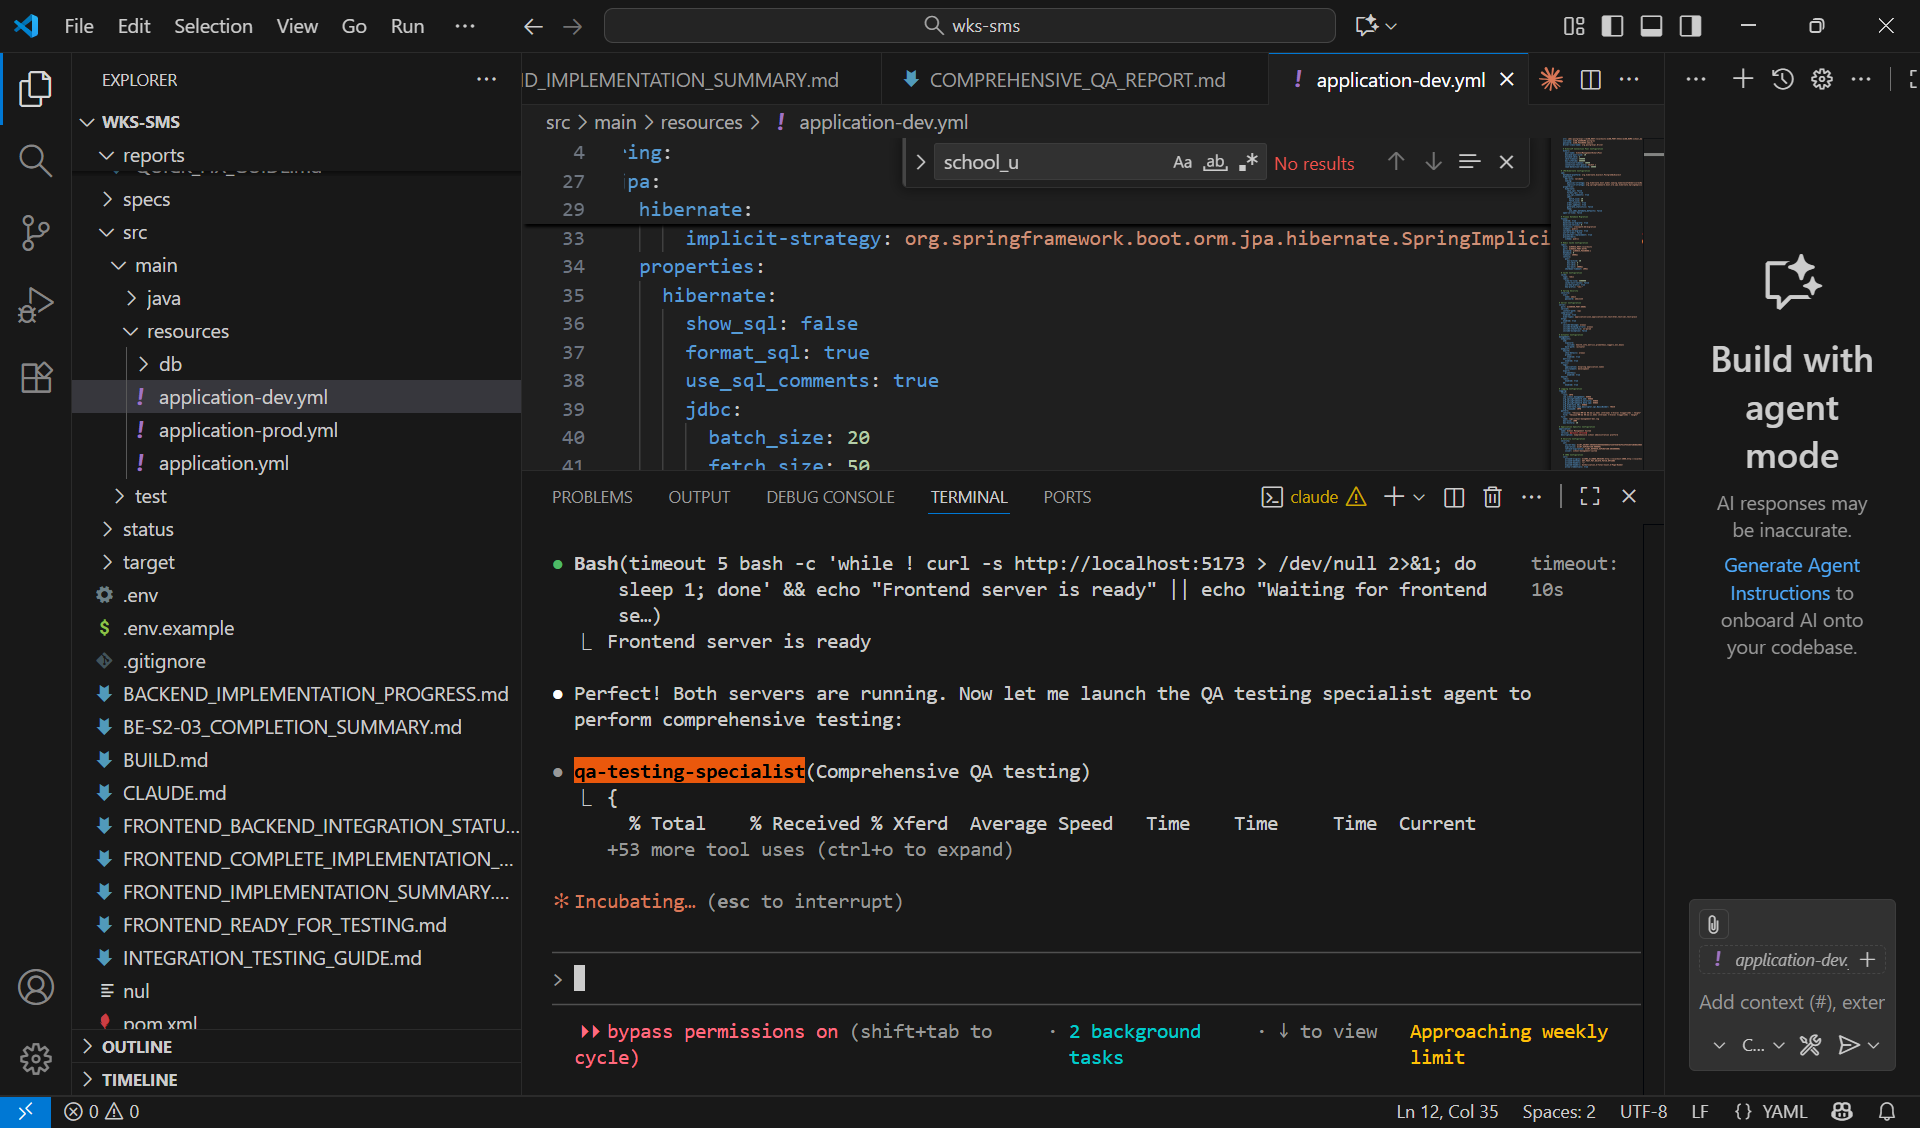 File Edit Selection View Go Run ···
wks-sms
EXPLORER
WKS-SMS
reports
specs
src
main
java
resources
db
! application-dev.yml
! application-prod.yml
! application.yml
test
status
target
.env
$ .env.example
.gitignore
BACKEND_IMPLEMENTATION_PROGRESS.md
BE-S2-03_COMPLETION_SUMMARY.md
BUILD.md
CLAUDE.md
FRONTEND_BACKEND_INTEGRATION_STATU...
FRONTEND_COMPLETE_IMPLEMENTATION_...
FRONTEND_IMPLEMENTATION_SUMMARY....
FRONTEND_READY_FOR_TESTING.md
INTEGRATION_TESTING_GUIDE.md
nul
pom.xml
OUTLINE
TIMELINE
D_IMPLEMENTATION_SUMMARY.md
COMPREHENSIVE_QA_REPORT.md
! application-dev.yml
src > main > resources > ! application-dev.yml
school_u Aa ab .* No results
4 ing:
27 jpa:
29 hibernate:
33 implicit-strategy: org.springframework.boot.orm.jpa.hibernate.SpringImplici
34 properties:
35 hibernate:
36 show_sql: false
37 format_sql: true
38 use_sql_comments: true
39 jdbc:
40 batch_size: 20
41 fetch_size: 50
PROBLEMS OUTPUT DEBUG CONSOLE TERMINAL PORTS
claude
● Bash(timeout 5 bash -c 'while ! curl -s http://localhost:5173 > /dev/null 2>&1; do timeout:
sleep 1; done' && echo "Frontend server is ready" || echo "Waiting for frontend 10s
se…)
⎿ Frontend server is ready
● Perfect! Both servers are running. Now let me launch the QA testing specialist agent to
perform comprehensive testing:
● qa-testing-specialist(Comprehensive QA testing)
⎿ {
% Total % Received % Xferd Average Speed Time Time Time Current
+53 more tool uses (ctrl+o to expand)
✻ Incubating… (esc to interrupt)
>
⏵⏵ bypass permissions on (shift+tab to · 2 background · ↓ to view Approaching weekly
cycle) tasks limit
Build with
agent
mode
AI responses may
be inaccurate.
Generate Agent
Instructions to
onboard AI onto
your codebase.
! application-dev. +
Add context (#), exter
C...
0 0
Ln 12, Col 35 Spaces: 2 UTF-8 LF {} YAML